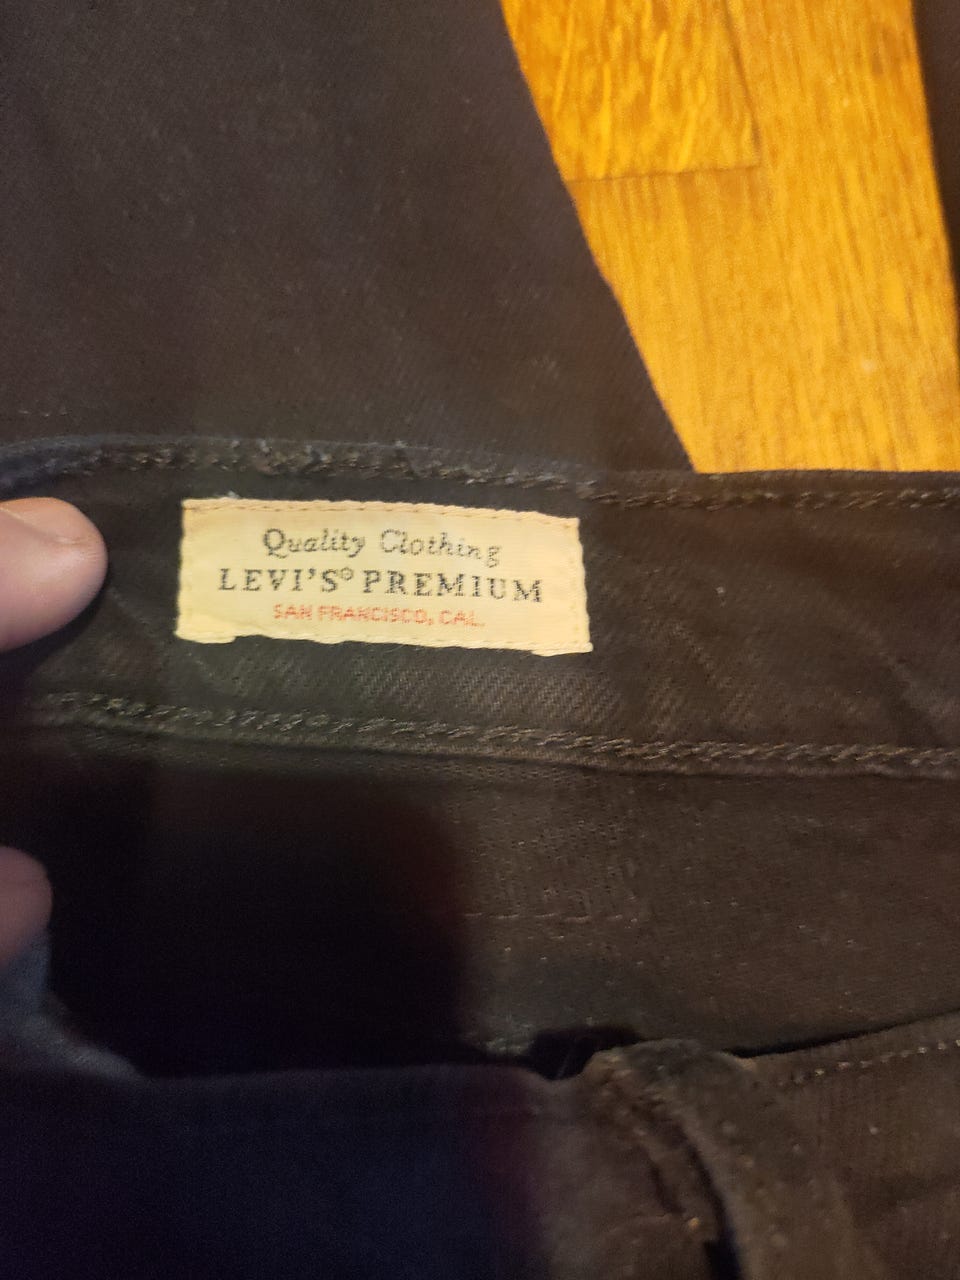 Quality Clothing
LEVI'S® PREMIUM
SAN FRANCISCO, CAL.